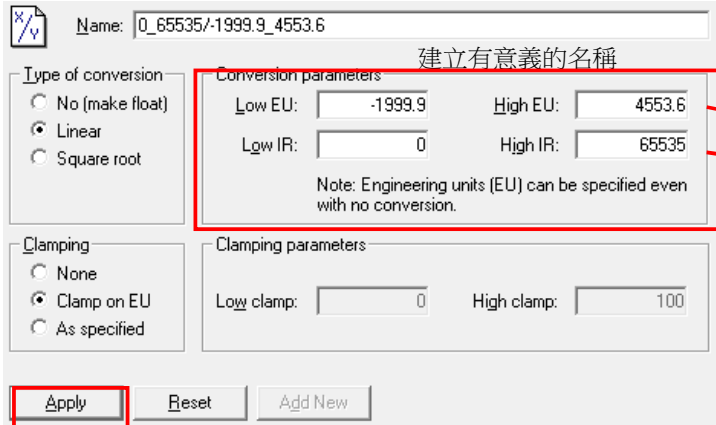 X/Y
Name: 0_65535/-1999.9_4553.6
建立有意義的名稱
Type of conversion
No (make float)
Linear
Square root
Conversion parameters
Low EU: -1999.9 High EU: 4553.6
Low IR: 0 High IR: 65535
Note: Engineering units (EU) can be specified even
with no conversion.
Clamping
None
Clamp on EU
As specified
Clamping parameters
Low clamp: 0 High clamp: 100
Apply Reset Add New